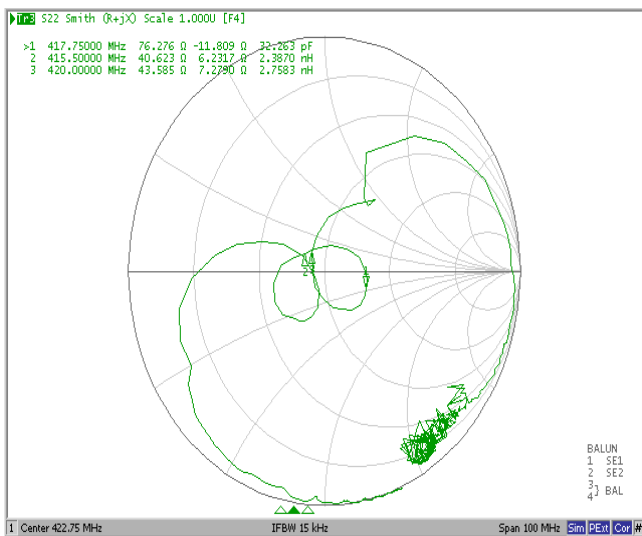 Tr3 S22 Smith (R+jX) Scale 1.000U [F4]
>1 417.75000 MHz 76.276 Ω -11.809 Ω 32.263 pF
2 415.50000 MHz 40.623 Ω 6.2317 Ω 2.3870 nH
3 420.00000 MHz 43.585 Ω 7.2790 Ω 2.7583 nH
1
2
BALUN
1 SE1
2 SE2
3
4 } BAL
1 Center 422.75 MHz IFBW 15 kHz Span 100 MHz Sim PExt Cor #